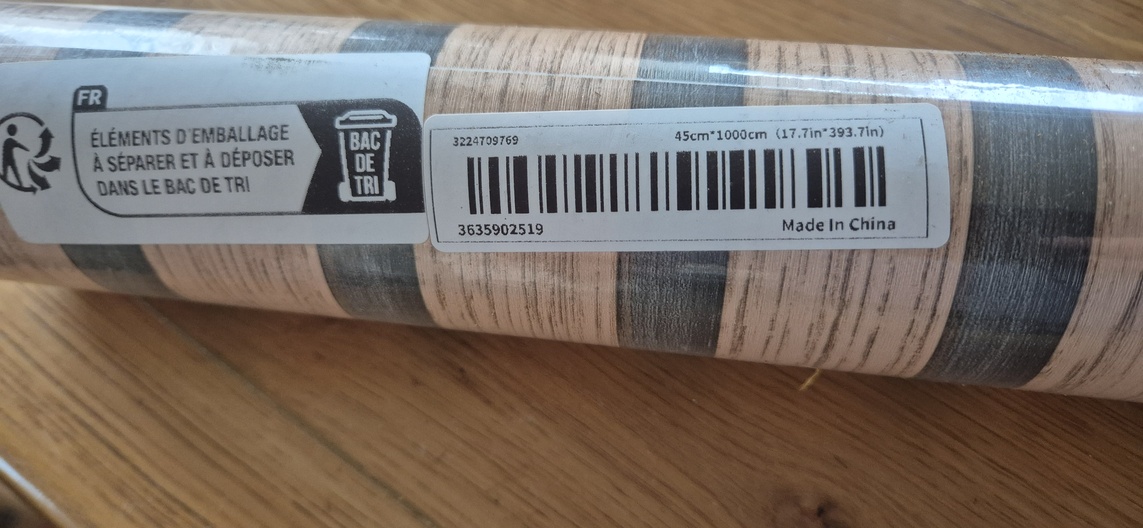 FR
ÉLÉMENTS D'EMBALLAGE
À SÉPARER ET À DÉPOSER
DANS LE BAC DE TRI
BAC
DE
TRI
3224709769
45cm*1000cm (17.7in*393.7in)
3635902519
Made In China